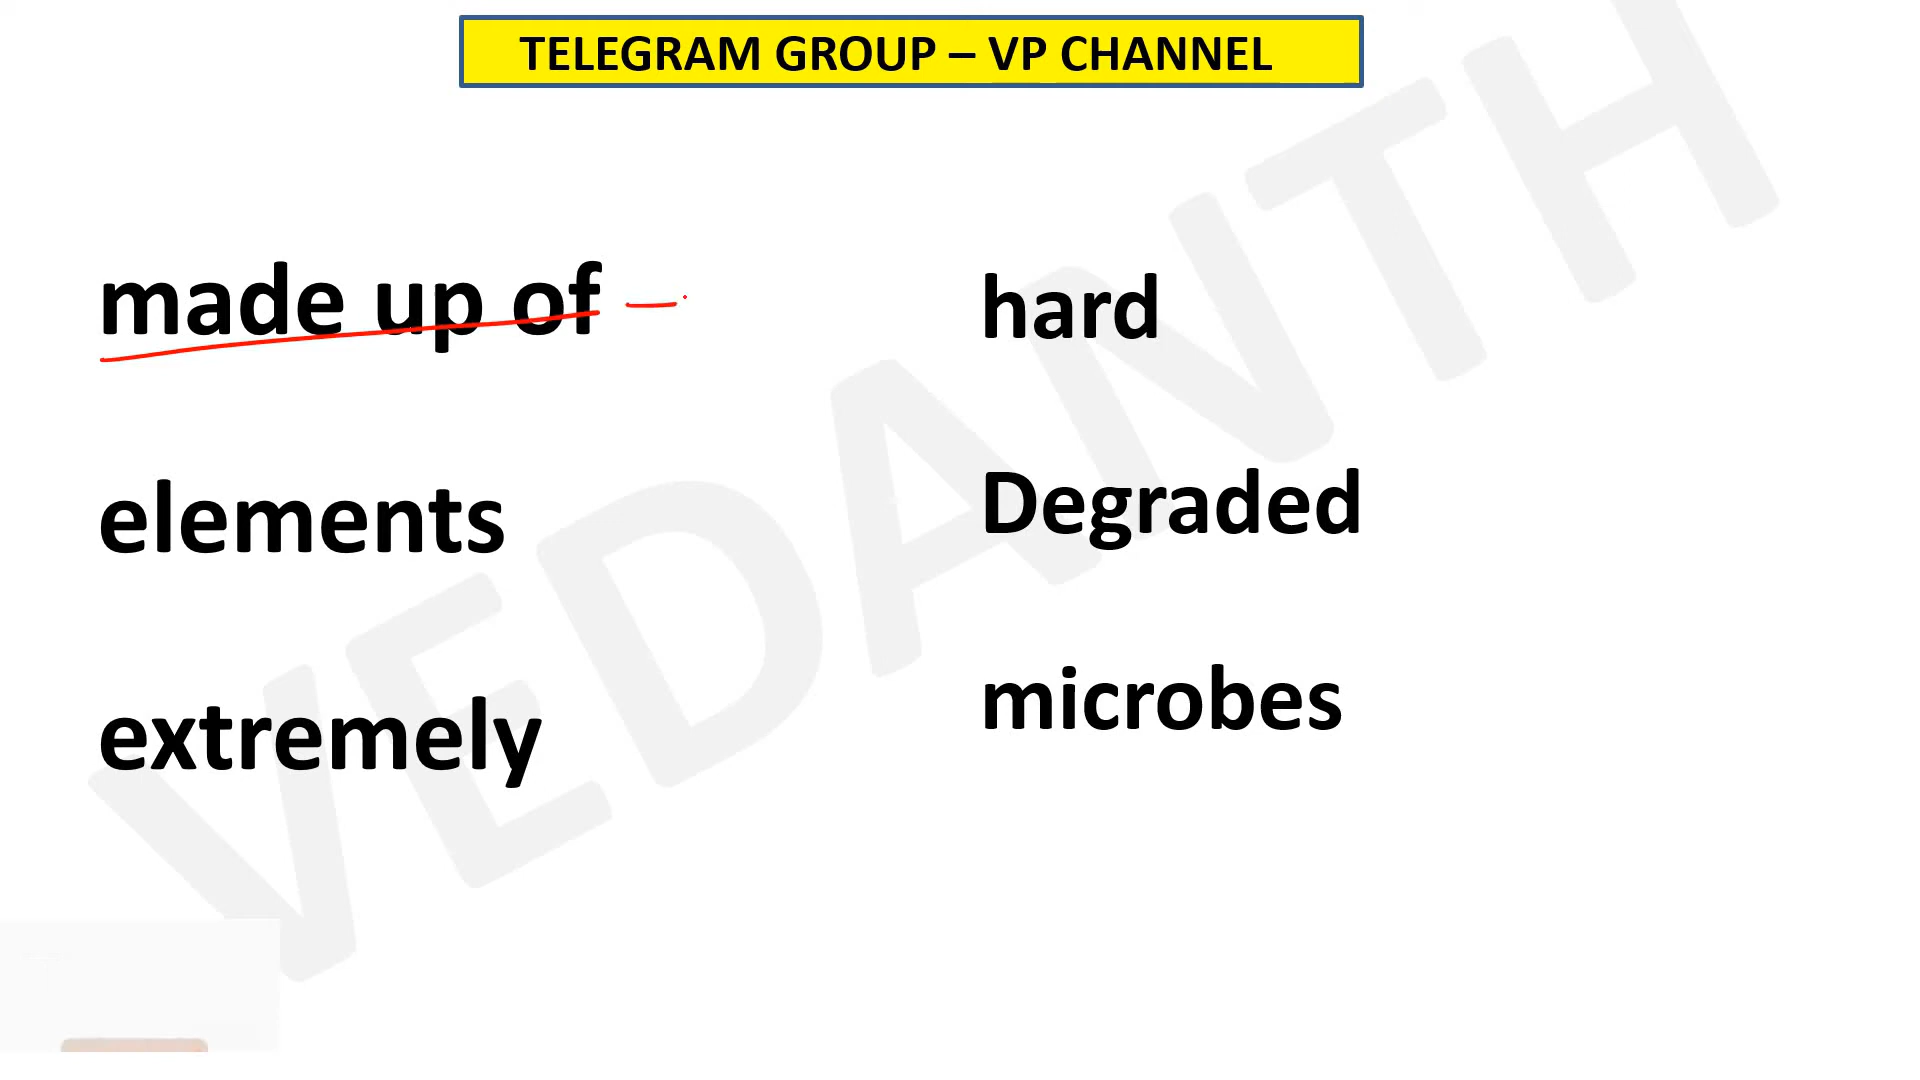 TELEGRAM GROUP – VP CHANNEL
made up of –
elements
extremely
hard
Degraded
microbes
VEDANTH